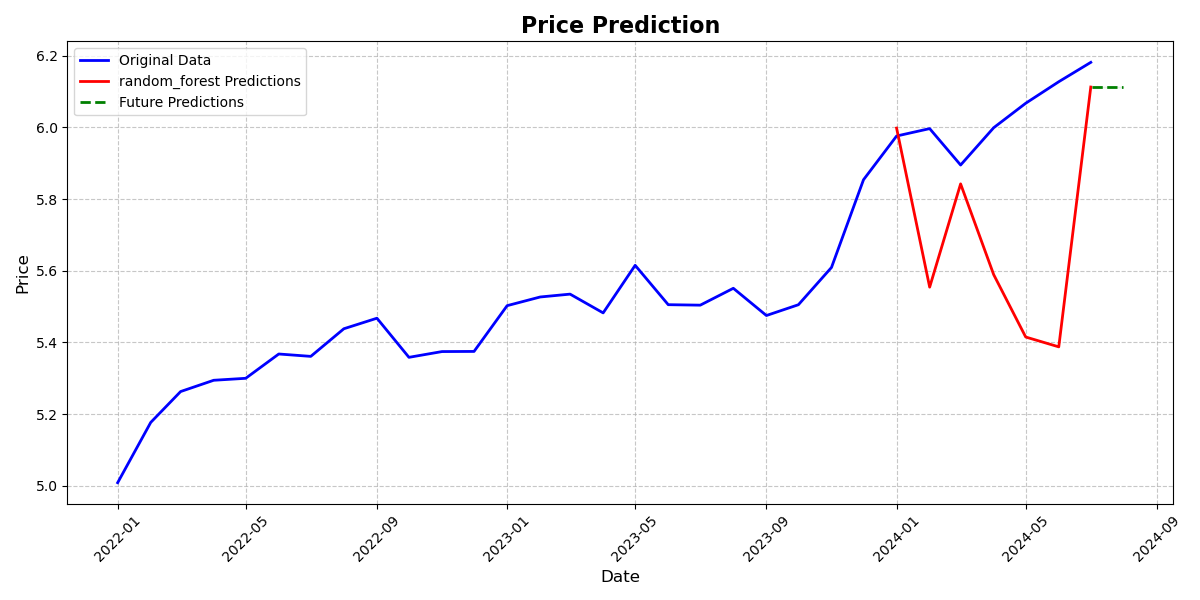 Price Prediction
Original Data
random_forest Predictions
Future Predictions
Price
6.2
6.0
5.8
5.6
5.4
5.2
5.0
2022-01
2022-05
2022-09
2023-01
2023-05
2023-09
2024-01
2024-05
2024-09
Date